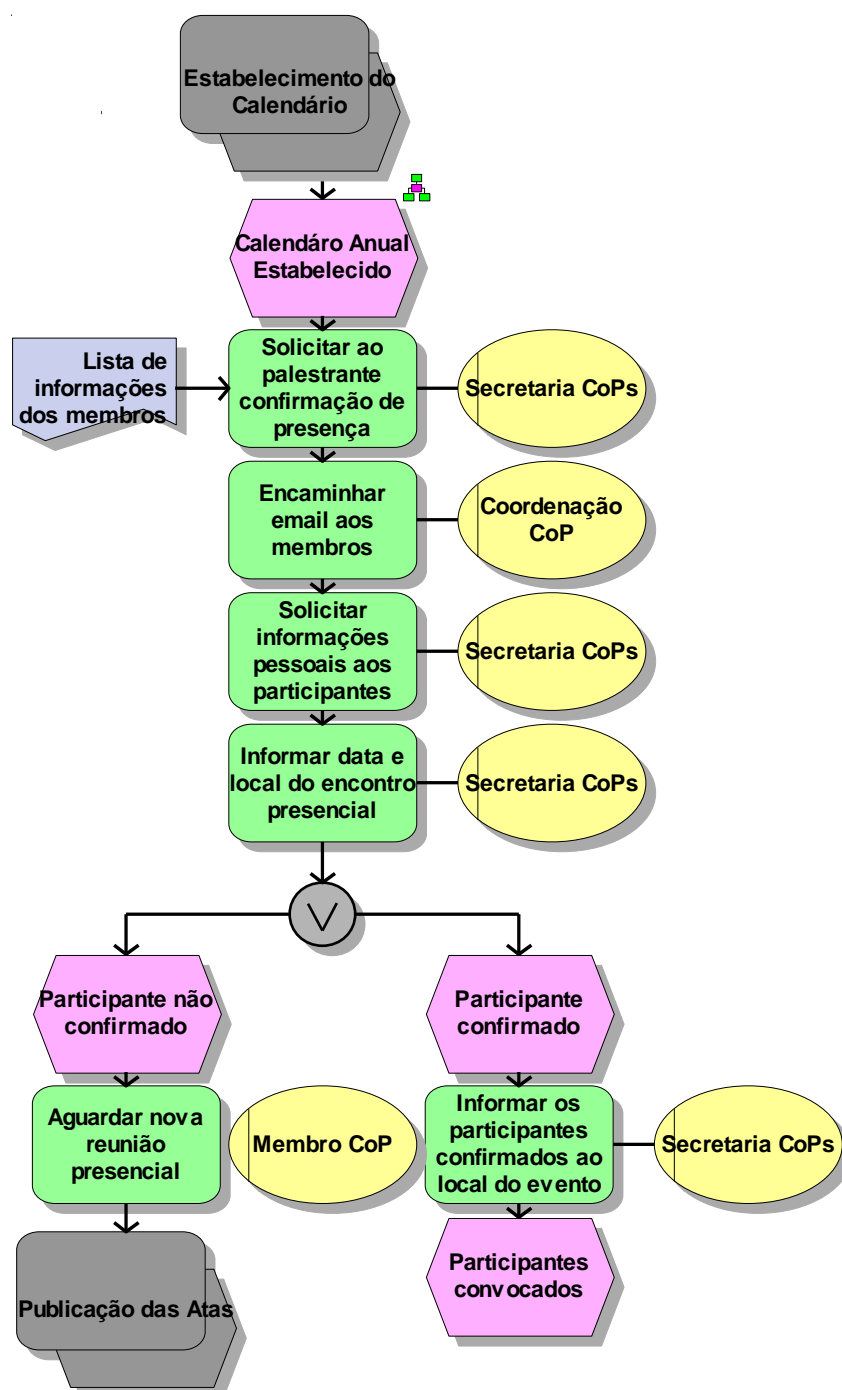 Estabelecimento do
Calendário
Calendáro Anual
Estabelecido
Lista de
informações
dos membros
Solicitar ao
palestrante
confirmação de
presença
Secretaria CoPs
Encaminhar
email aos
membros
Coordenação
CoP
Solicitar
informações
pessoais aos
participantes
Secretaria CoPs
Informar data e
local do encontro
presencial
Secretaria CoPs
Participante não
confirmado
Participante
confirmado
Aguardar nova
reunião
presencial
Membro CoP
Informar os
participantes
confirmados ao
local do evento
Secretaria CoPs
Publicação das Atas
Participantes
convocados